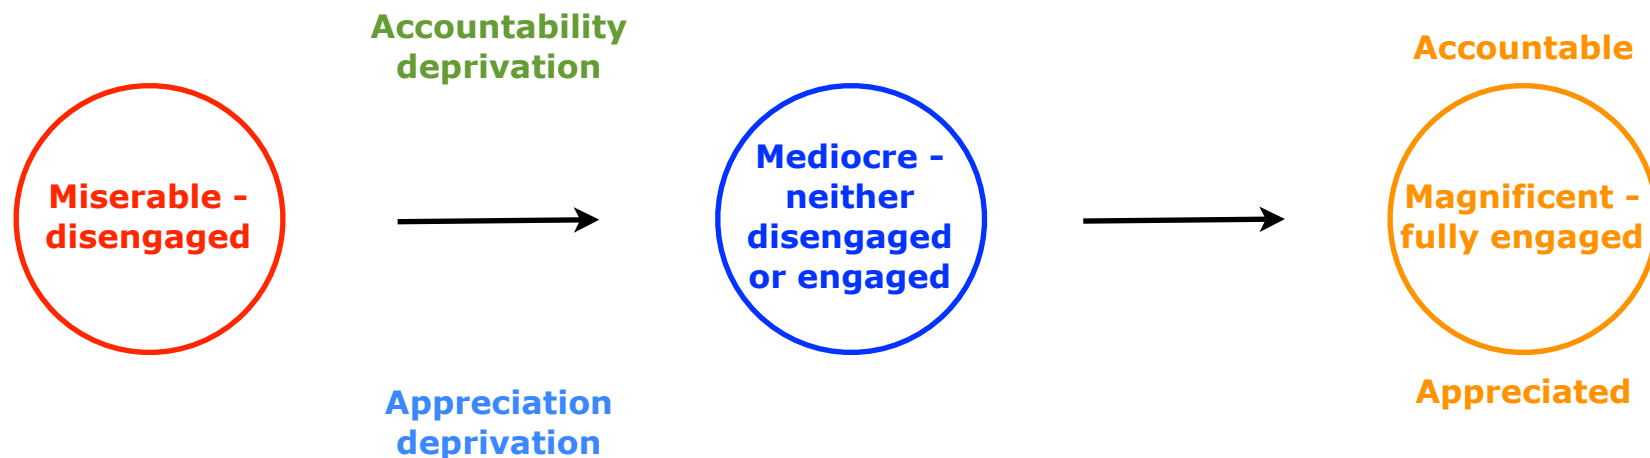 Accountability
deprivation
Accountable
Miserable -
disengaged
Mediocre -
neither
disengaged
or engaged
Magnificent -
fully engaged
Appreciation
deprivation
Appreciated